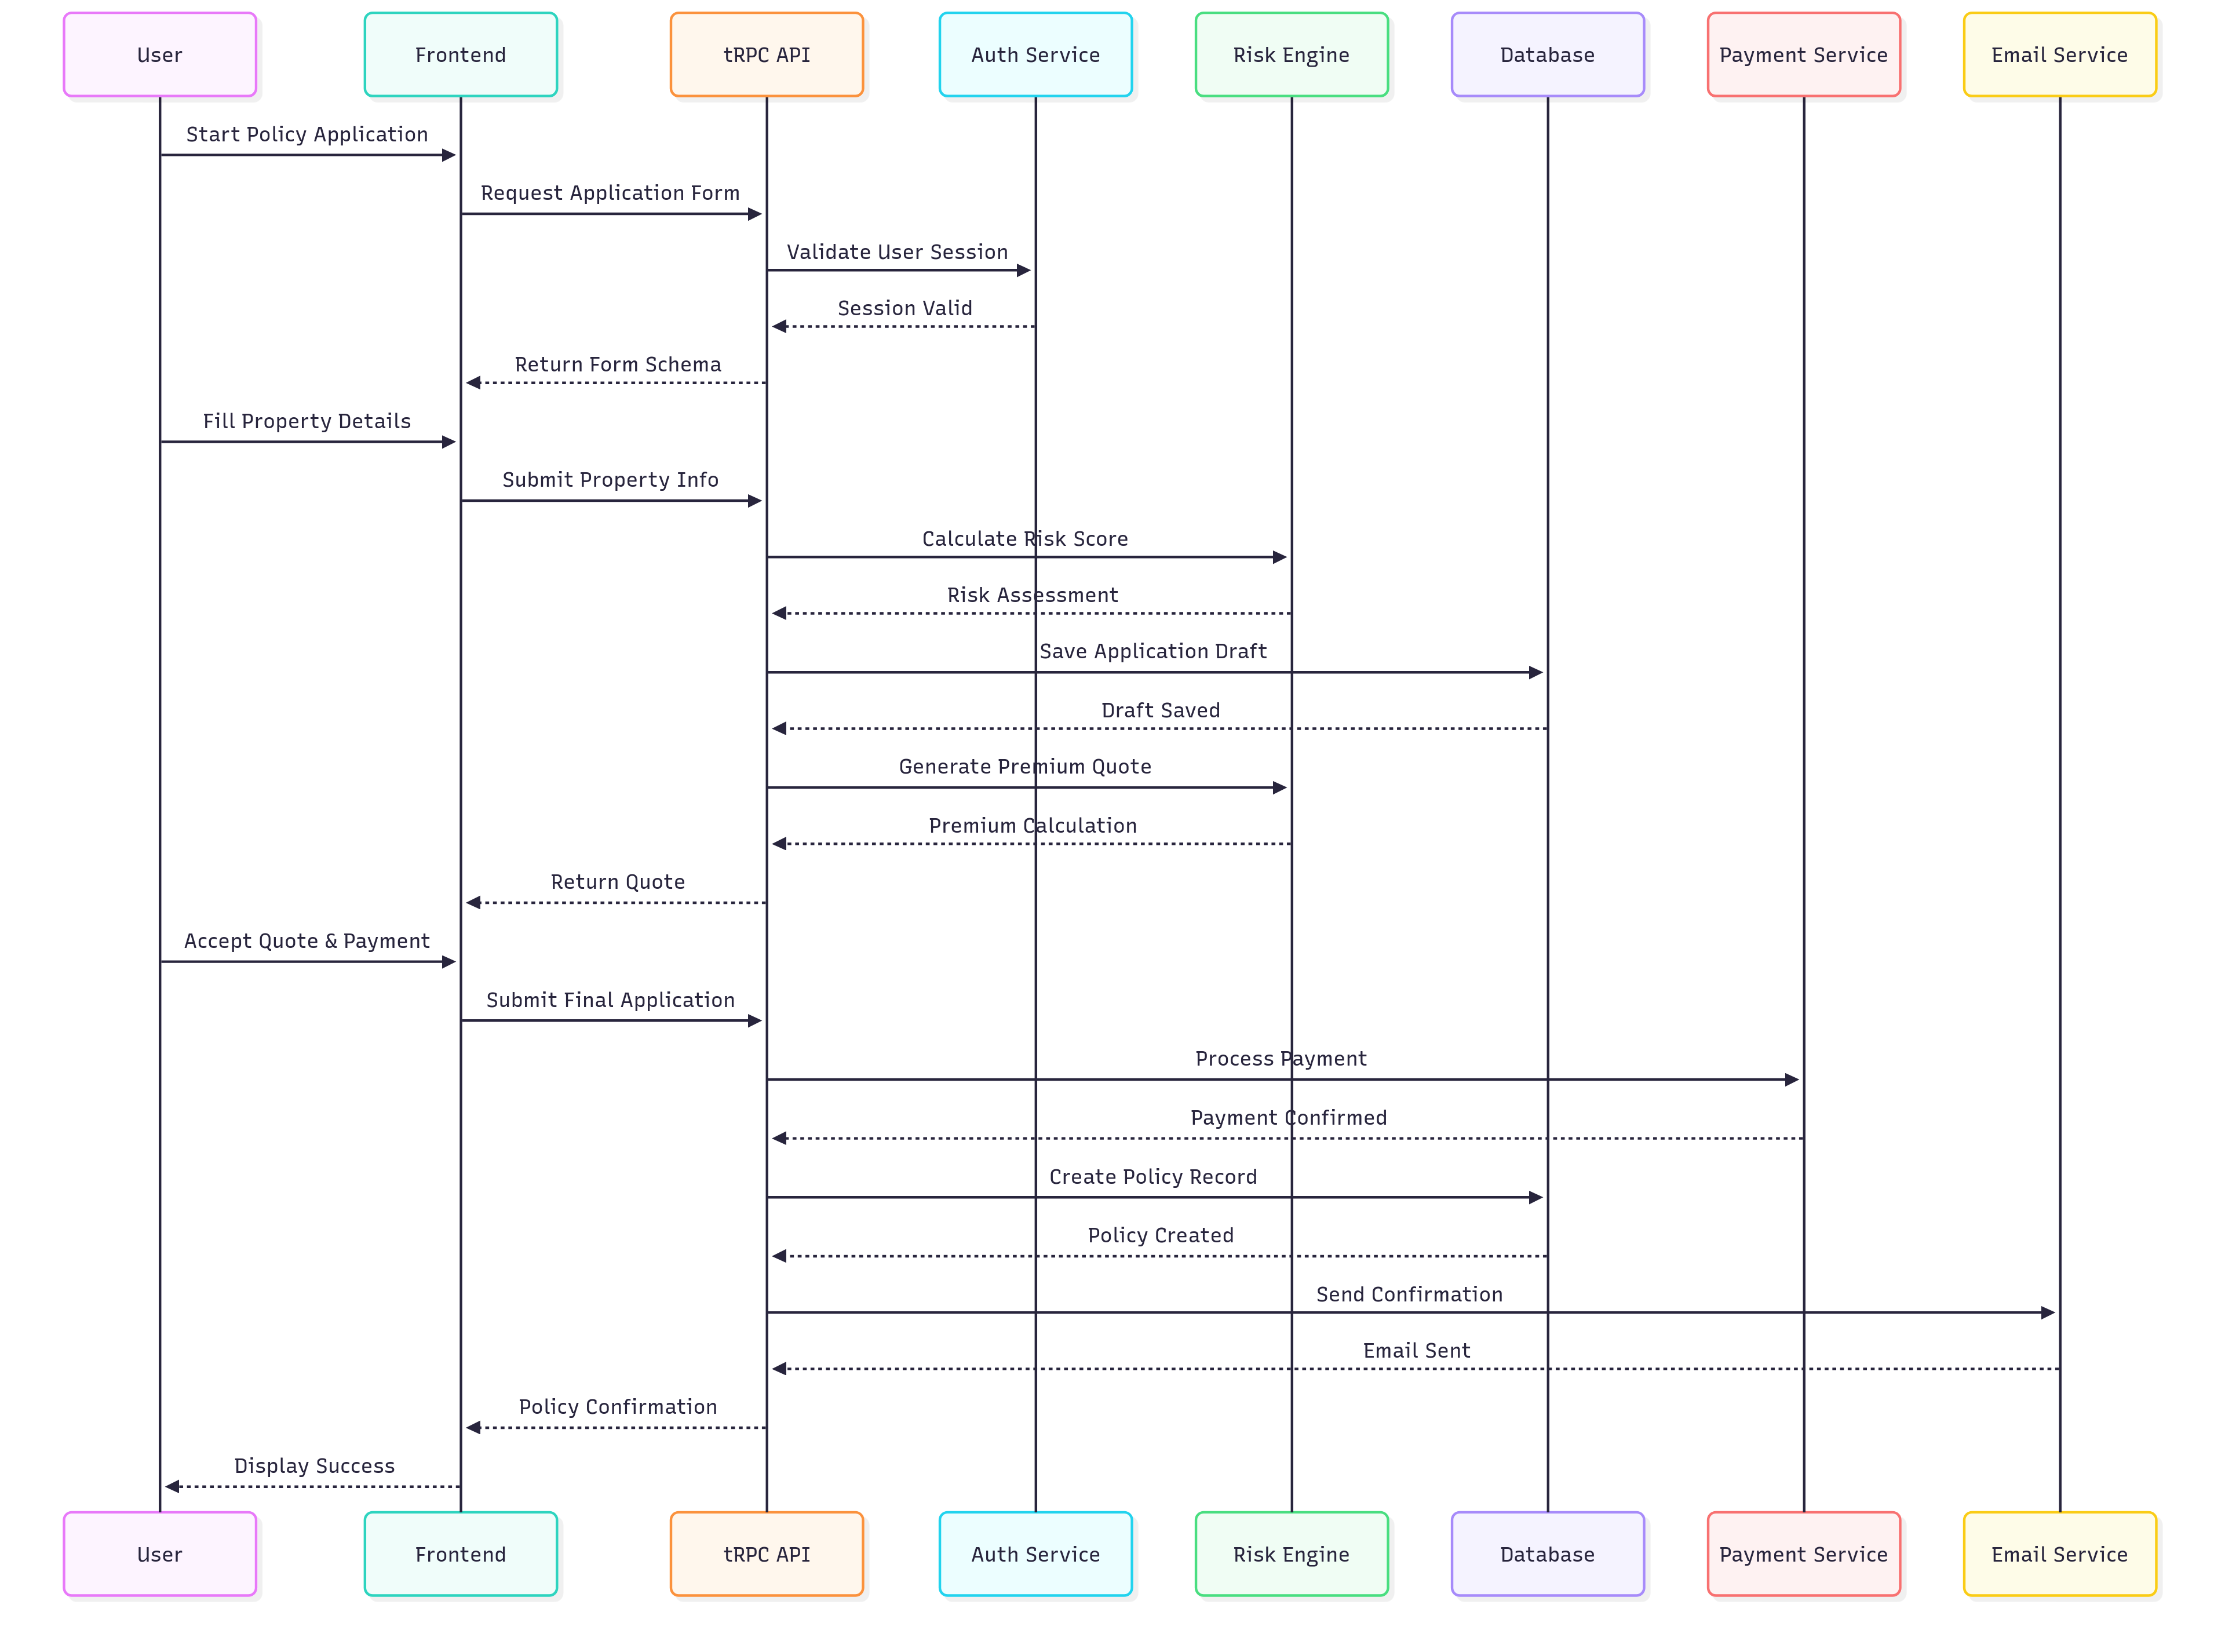 User
Frontend
tRPC API
Auth Service
Risk Engine
Database
Payment Service
Email Service
Start Policy Application
Request Application Form
Validate User Session
Session Valid
Return Form Schema
Fill Property Details
Submit Property Info
Calculate Risk Score
Risk Assessment
Save Application Draft
Draft Saved
Generate Premium Quote
Premium Calculation
Return Quote
Accept Quote & Payment
Submit Final Application
Process Payment
Payment Confirmed
Create Policy Record
Policy Created
Send Confirmation
Email Sent
Policy Confirmation
Display Success
User
Frontend
tRPC API
Auth Service
Risk Engine
Database
Payment Service
Email Service